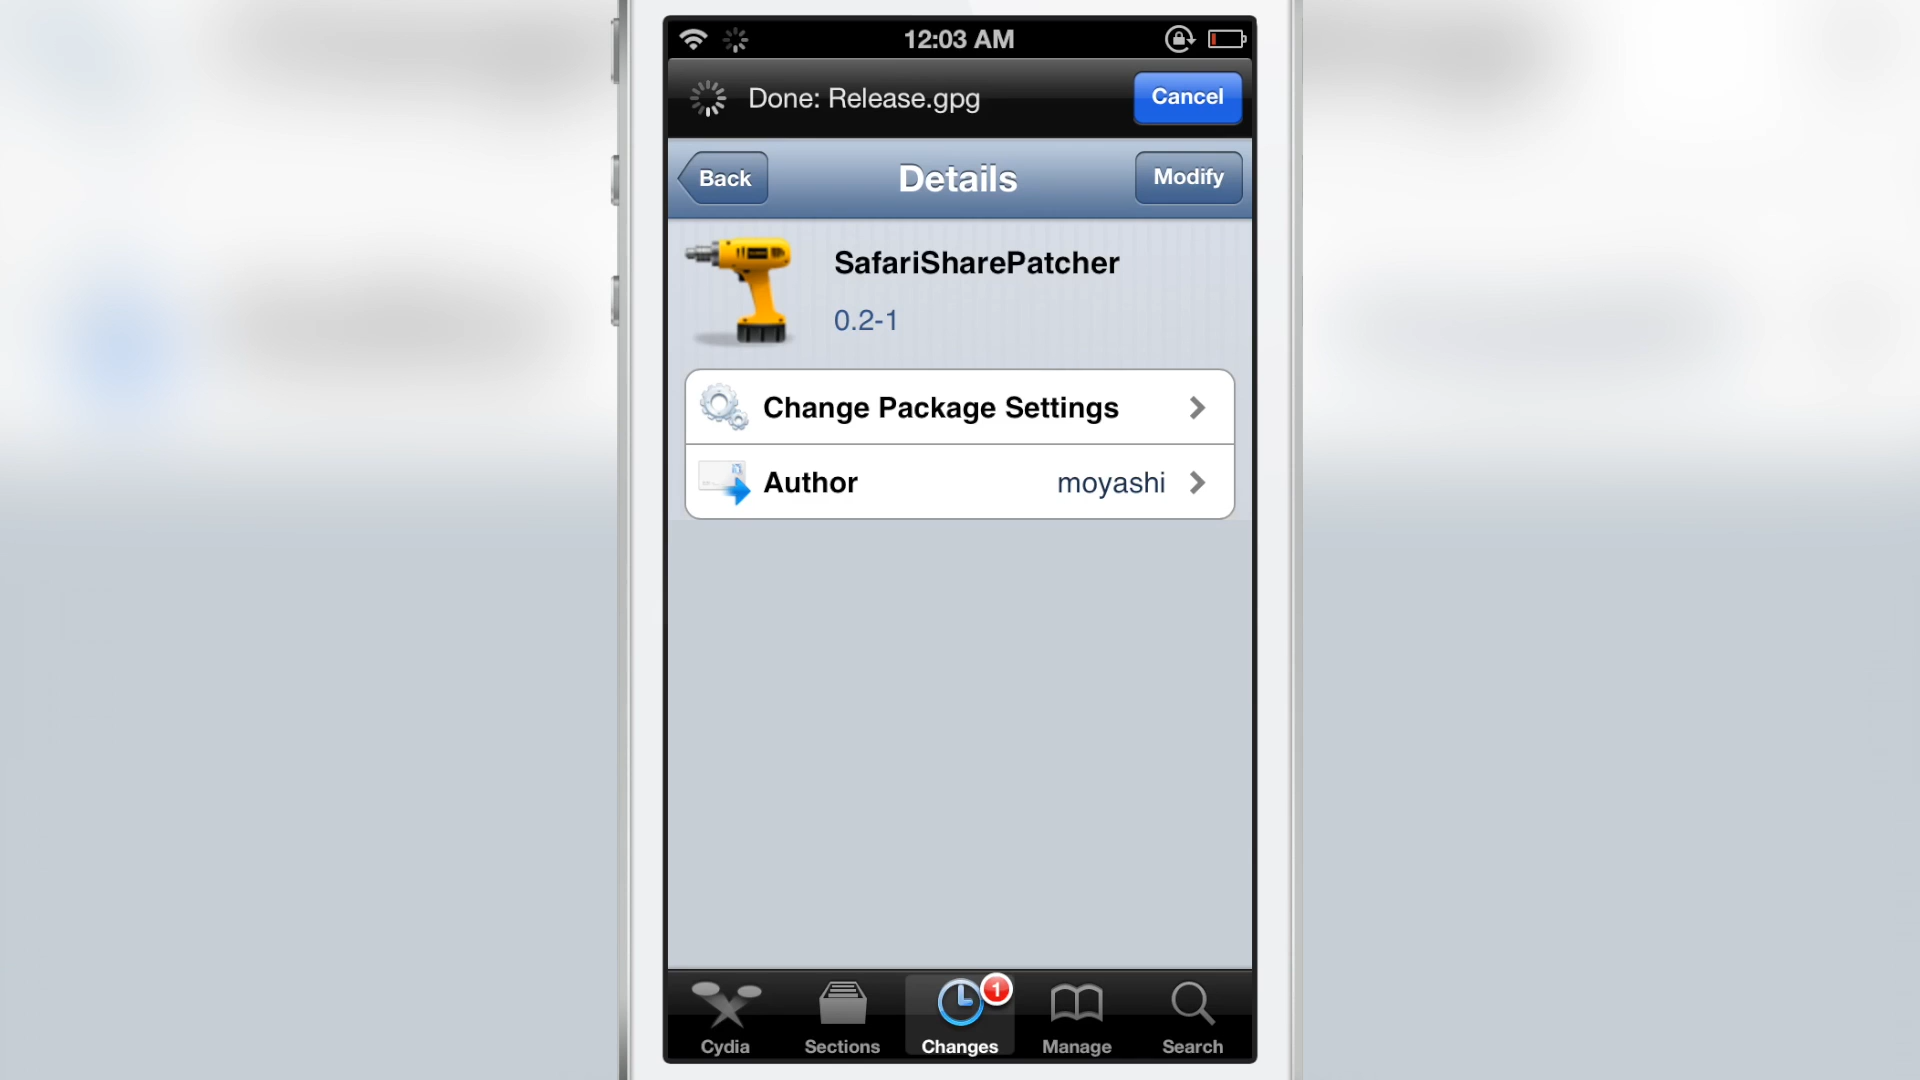 12:03 AM
Done: Release.gpg
Cancel
Back
Details
Modify
SafariSharePatcher
0.2-1
Change Package Settings
Author
moyashi
1
Cydia
Sections
Changes
Manage
Search